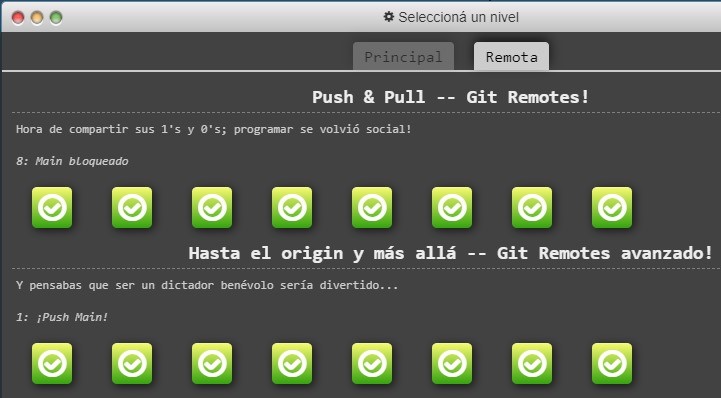 Seleccioná un nivel
Principal
Remota
Push & Pull -- Git Remotes!
Hora de compartir sus 1's y 0's; programar se volvió social!
8: Main bloqueado
Hasta el origin y más allá -- Git Remotes avanzado!
Y pensabas que ser un dictador benévolo sería divertido...
1: ¡Push Main!